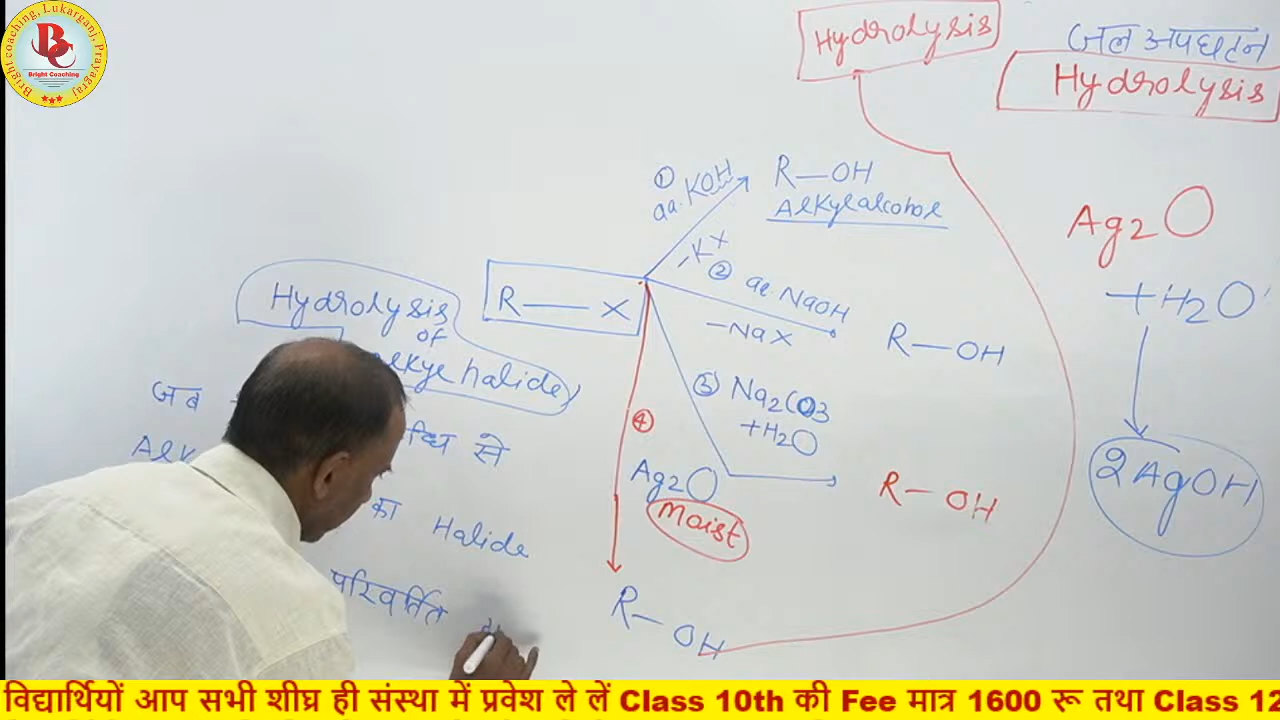 Bright coaching, Lukarganj, Prayagraj
BC
Bright Coaching
Hydrolysis
जल अपघटन
Hydrolysis
① aq. KOH
R—OH
Alkyl alcohol
-KX
② aq. NaOH
-NaX
R—OH
R—X
Hydrolysis
of
halide
③ Na2CO3
+H2O
R—OH
④
Ag2O
Moist
R—OH
Ag2O
+H2O
2AgOH
जब
से
का Halide
परिवर्तित
विद्यार्थियों आप सभी शीघ्र ही संस्था में प्रवेश ले लें Class 10th की Fee मात्र 1600 रू तथा Class 12